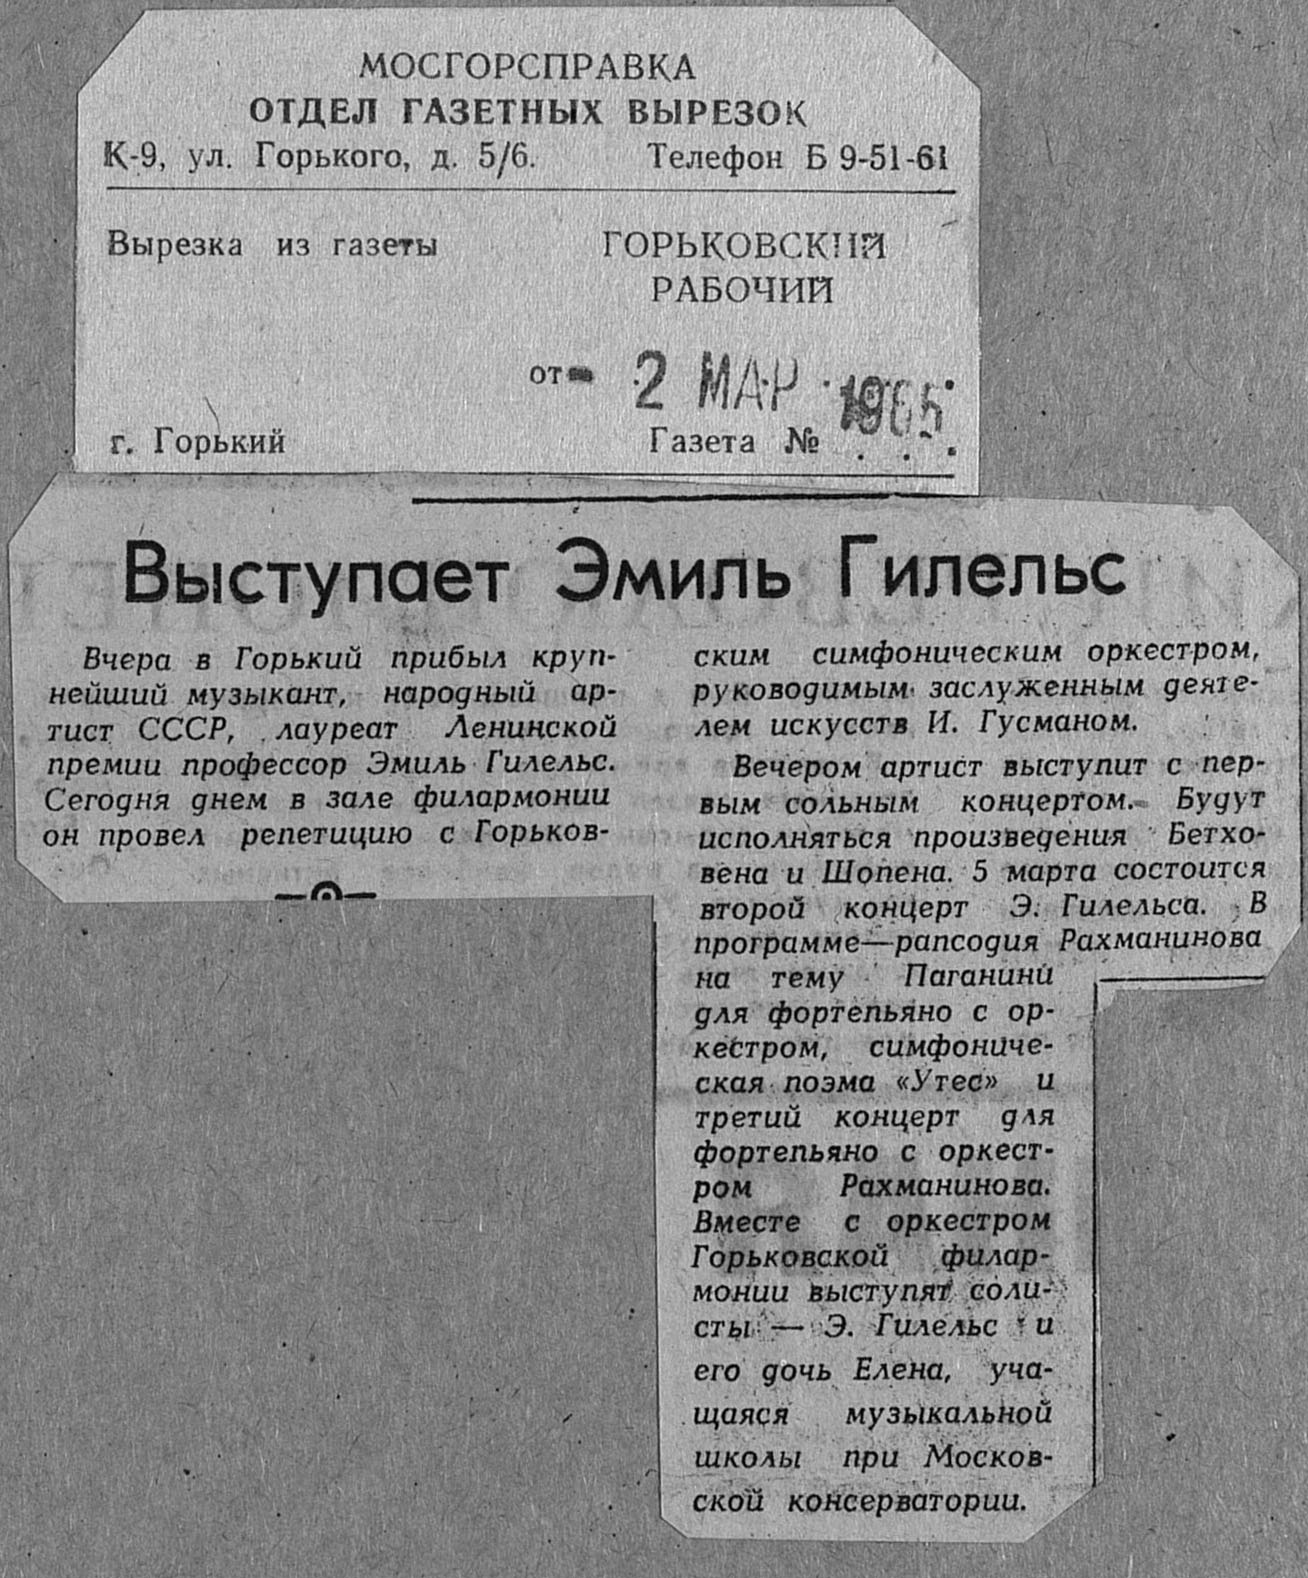 МОСГОРСПРАВКА
ОТДЕЛ ГАЗЕТНЫХ ВЫРЕЗОК
К-9, ул. Горького, д. 5/6. Телефон Б 9-51-61
Вырезка из газеты
ГОРЬКОВСКИЙ
РАБОЧИЙ
от - 2 МАР 1965
г. Горький Газета № . . .
Выступает Эмиль Гилельс
Вчера в Горький прибыл круп-
нейший музыкант, народный ар-
тист СССР, лауреат Ленинской
премии профессор Эмиль Гилельс.
Сегодня днем в зале филармонии
он провел репетицию с Горьков-
ским симфоническим оркестром,
руководимым заслуженным деяте-
лем искусств И. Гусманом.
Вечером артист выступит с пер-
вым сольным концертом. Будут
исполняться произведения Бетхо-
вена и Шопена. 5 марта состоится
второй концерт Э. Гилельса. В
программе—рапсодия Рахманинова
на тему Паганини
для фортепьяно с ор-
кестром, симфониче-
ская поэма «Утес» и
третий концерт для
фортепьяно с оркест-
ром Рахманинова.
Вместе с оркестром
Горьковской филар-
монии выступят соли-
сты — Э. Гилельс и
его дочь Елена, уча-
щаяся музыкальной
школы при Москов-
ской консерватории.